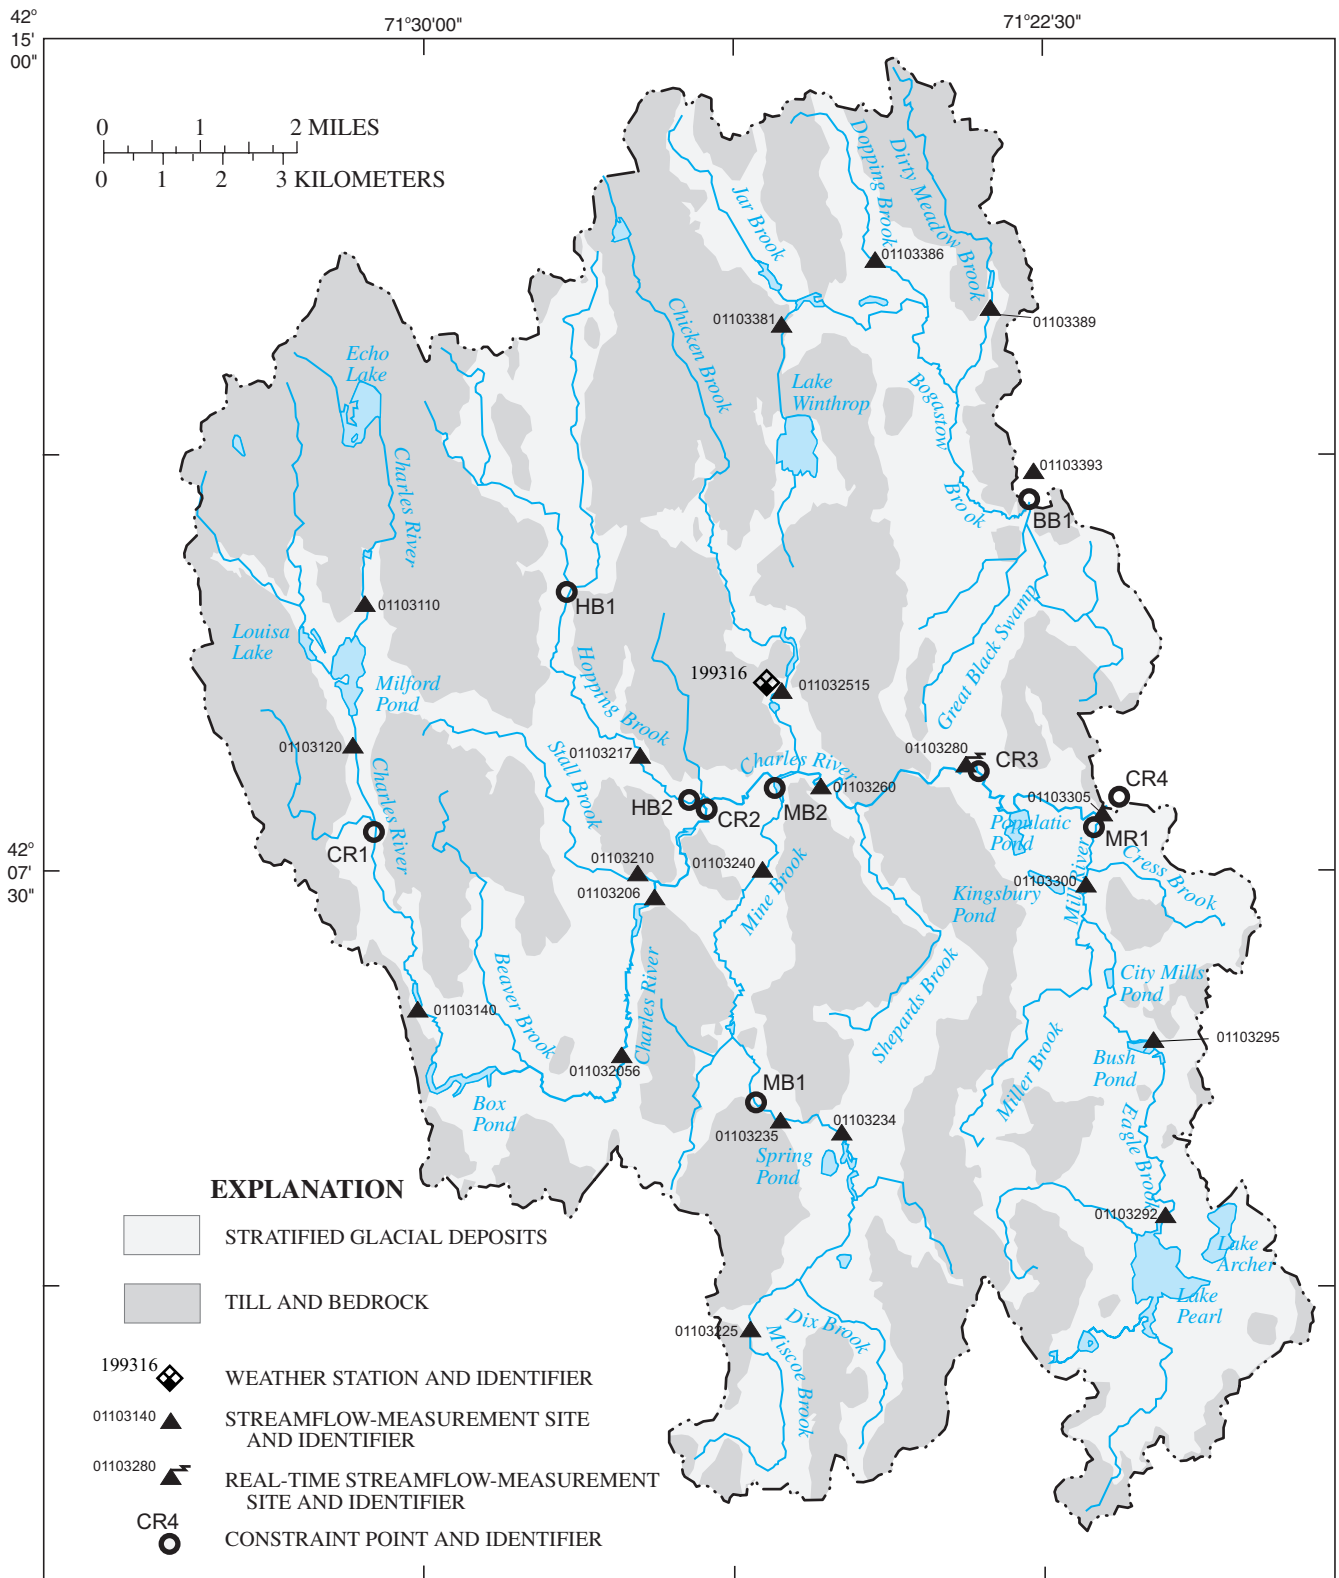 42°
15'
00"
71°30'00"
71°22'30"
0 1 2 MILES
0 1 2 3 KILOMETERS
Dopping Brook
Dirty Meadow Brook
Jar Brook
01103386
Chicken Brook
01103381
01103389
Echo
Lake
Lake
Winthrop
Bogastow
Brook
Charles River
01103393
BB1
HB1
01103110
Louisa
Lake
Great Black Swamp
Hopping Brook
199316
011032515
Milford
Pond
01103120
Stall Brook
01103217
Charles River
01103280
CR3
CR4
Charles River
HB2
CR2
MB2
01103260
01103305
Populatic
Pond
MR1
CR1
42°
07'
30"
01103210
01103240
Mine Brook
01103206
Kingsbury
Pond
01103300
Mill River
Cress Brook
Beaver Brook
Charles River
Shepards Brook
City Mills
Pond
01103140
01103295
011032056
Bush
Pond
Miller Brook
Box
Pond
MB1
01103235
01103234
Spring
Pond
Eagle Brook
EXPLANATION
STRATIFIED GLACIAL DEPOSITS
01103292
Lake
Archer
TILL AND BEDROCK
Lake
Pearl
01103225
Dix Brook
Miscoe Brook
199316
WEATHER STATION AND IDENTIFIER
01103140
STREAMFLOW-MEASUREMENT SITE
AND IDENTIFIER
01103280
REAL-TIME STREAMFLOW-MEASUREMENT
SITE AND IDENTIFIER
CR4
CONSTRAINT POINT AND IDENTIFIER